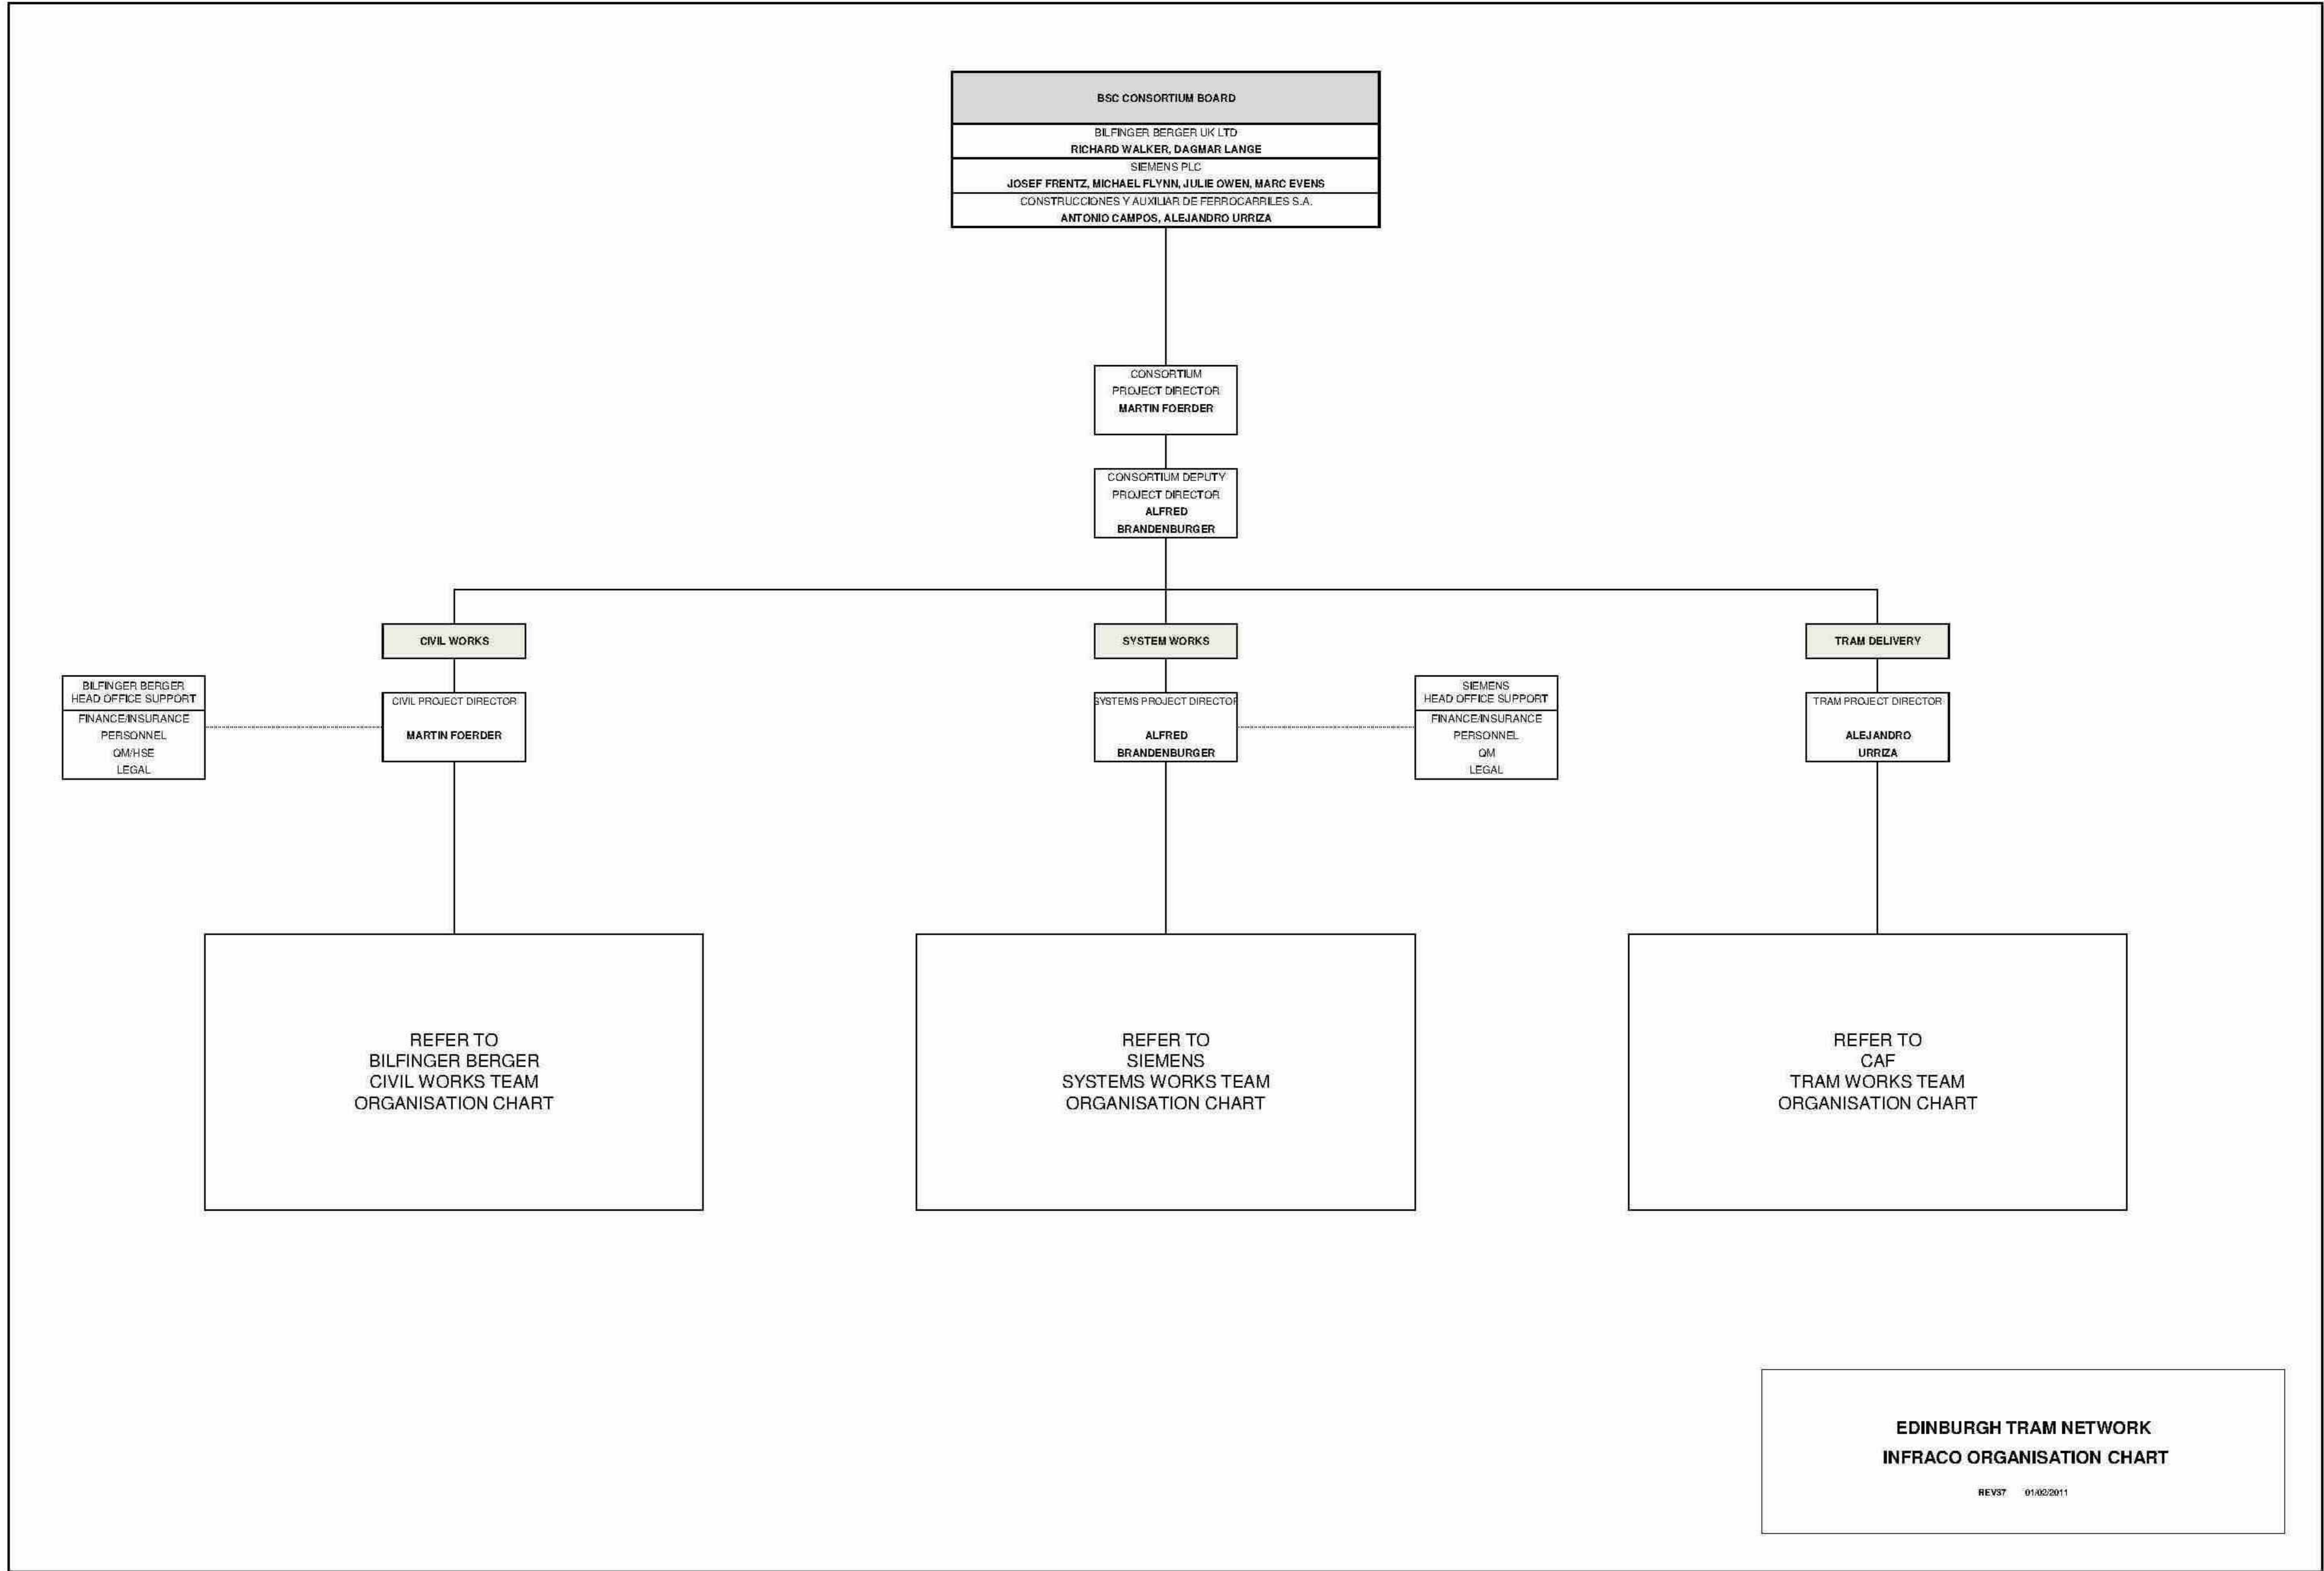 BSC CONSORTIUM BOARD
BILFINGER BERGER UK LTD
RICHARD WALKER, DAGMAR LANGE
SIEMENS PLC
JOSEF FRENTZ, MICHAEL FLYNN, JULIE OWEN, MARC EVENS
CONSTRUCCIONES Y AUXILIAR DE FERROCARRILES S.A.
ANTONIO CAMPOS, ALEJANDRO URRIZA
CONSORTIUM
PROJECT DIRECTOR
MARTIN FOERDER
CONSORTIUM DEPUTY
PROJECT DIRECTOR
ALFRED
BRANDENBURGER
CIVIL WORKS
SYSTEM WORKS
TRAM DELIVERY
BILFINGER BERGER
HEAD OFFICE SUPPORT
FINANCE/INSURANCE
PERSONNEL
QM/HSE
LEGAL
CIVIL PROJECT DIRECTOR
MARTIN FOERDER
SYSTEMS PROJECT DIRECTOR
ALFRED
BRANDENBURGER
SIEMENS
HEAD OFFICE SUPPORT
FINANCE/INSURANCE
PERSONNEL
QM
LEGAL
TRAM PROJECT DIRECTOR
ALEJANDRO
URRIZA
REFER TO
BILFINGER BERGER
CIVIL WORKS TEAM
ORGANISATION CHART
REFER TO
SIEMENS
SYSTEMS WORKS TEAM
ORGANISATION CHART
REFER TO
CAF
TRAM WORKS TEAM
ORGANISATION CHART
EDINBURGH TRAM NETWORK
INFRACO ORGANISATION CHART
REV37 01/02/2011